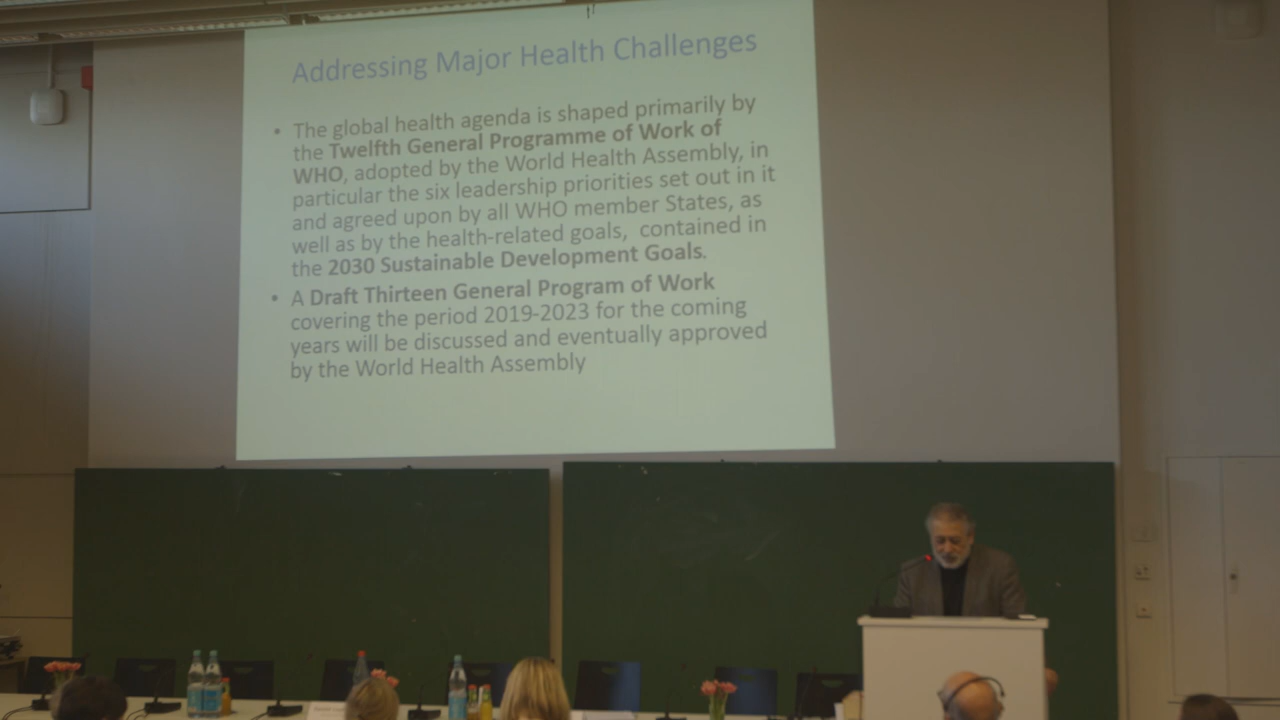 Addressing Major Health Challenges
• The global health agenda is shaped primarily by
the Twelfth General Programme of Work of
WHO, adopted by the World Health Assembly, in
particular the six leadership priorities set out in it
and agreed upon by all WHO member States, as
well as by the health-related goals, contained in
the 2030 Sustainable Development Goals.
• A Draft Thirteen General Program of Work
covering the period 2019-2023 for the coming
years will be discussed and eventually approved
by the World Health Assembly